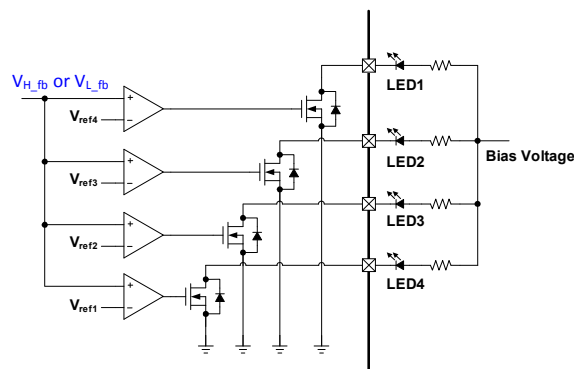 V_H_fb or V_L_fb
+
−
V_ref4
+
−
V_ref3
+
−
V_ref2
+
−
V_ref1
LED1
LED2
LED3
LED4
Bias Voltage